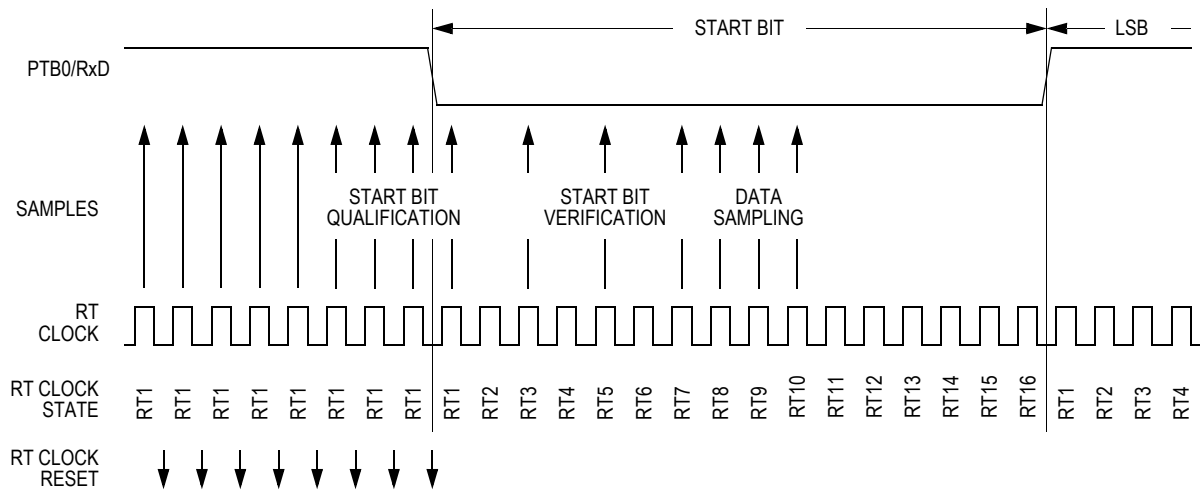 START BIT
LSB
PTB0/RxD
SAMPLES
START BIT
QUALIFICATION
START BIT
VERIFICATION
DATA
SAMPLING
RT
CLOCK
RT CLOCK
STATE
RT1 RT1 RT1 RT1 RT1 RT1 RT1 RT1 RT1 RT2 RT3 RT4 RT5 RT6 RT7 RT8 RT9 RT10 RT11 RT12 RT13 RT14 RT15 RT16 RT1 RT2 RT3 RT4
RT CLOCK
RESET